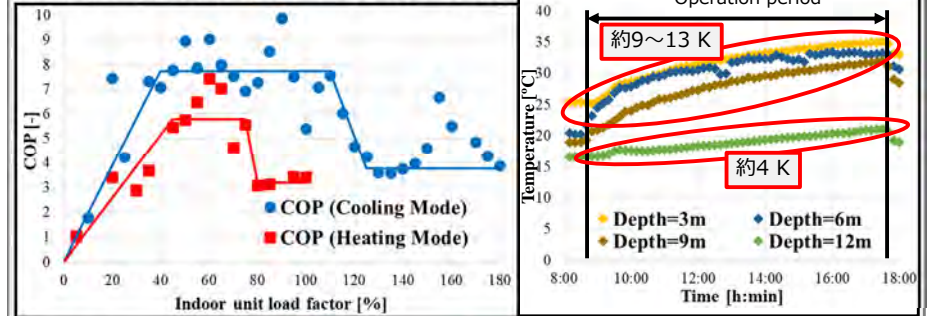 10
9
8
7
6
5
4
3
2
1
0
COP [-]
COP (Cooling Mode)
COP (Heating Mode)
0 20 40 60 80 100 120 140 160 180
Indoor unit load factor [%]
Operation period
40
35
30
25
20
15
10
5
0
Temperature [°C]
約9～13 K
約4 K
Depth=3m Depth=6m
Depth=9m Depth=12m
8:00 10:00 12:00 14:00 16:00 18:00
Time [h:min]